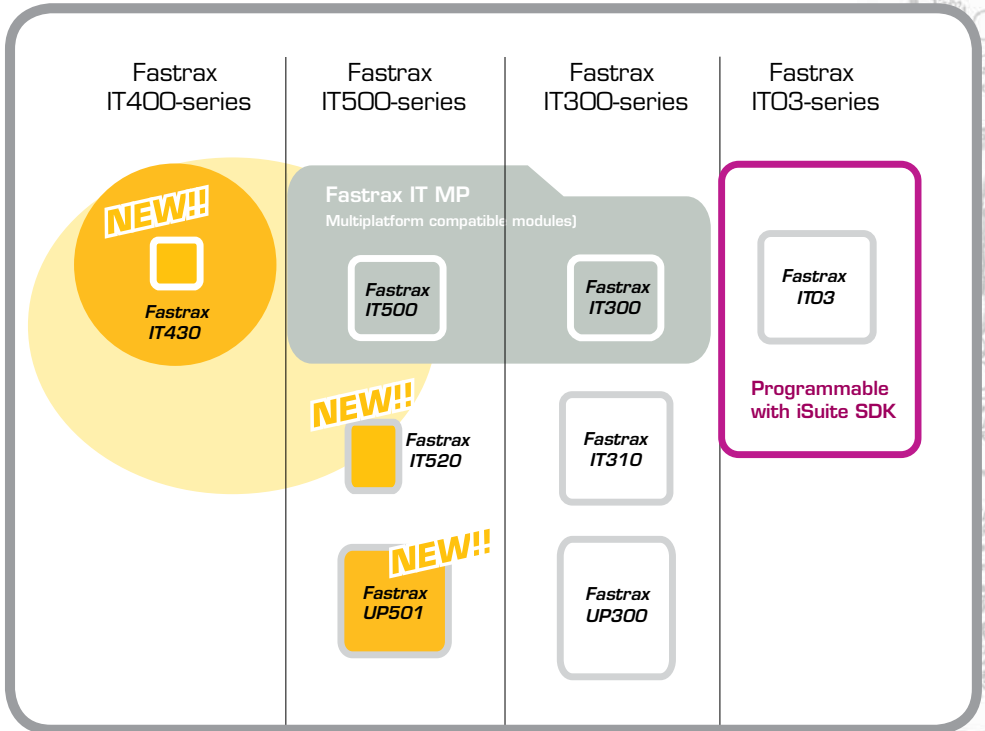 Fastrax
IT400-series
Fastrax
IT500-series
Fastrax
IT300-series
Fastrax
IT03-series
NEW!!
Fastrax
IT430
Fastrax IT MP
Multiplatform compatible modules)
Fastrax
IT500
Fastrax
IT300
Fastrax
IT03
Programmable
with iSuite SDK
NEW!!
Fastrax
IT520
Fastrax
IT310
NEW!!
Fastrax
UP501
Fastrax
UP300